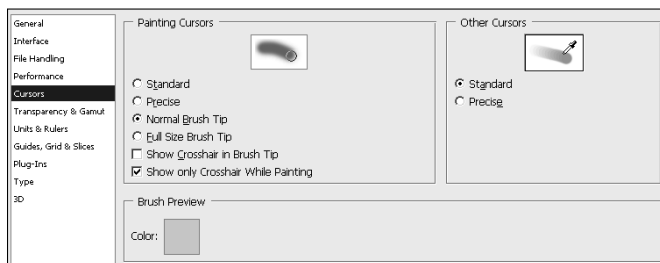 General
Interface
File Handling
Performance
Cursors
Transparency & Gamut
Units & Rulers
Guides, Grid & Slices
Plug-Ins
Type
3D
Painting Cursors
Standard
Precise
Normal Brush Tip
Full Size Brush Tip
Show Crosshair in Brush Tip
Show only Crosshair While Painting
Other Cursors
Standard
Precise
Brush Preview
Color: